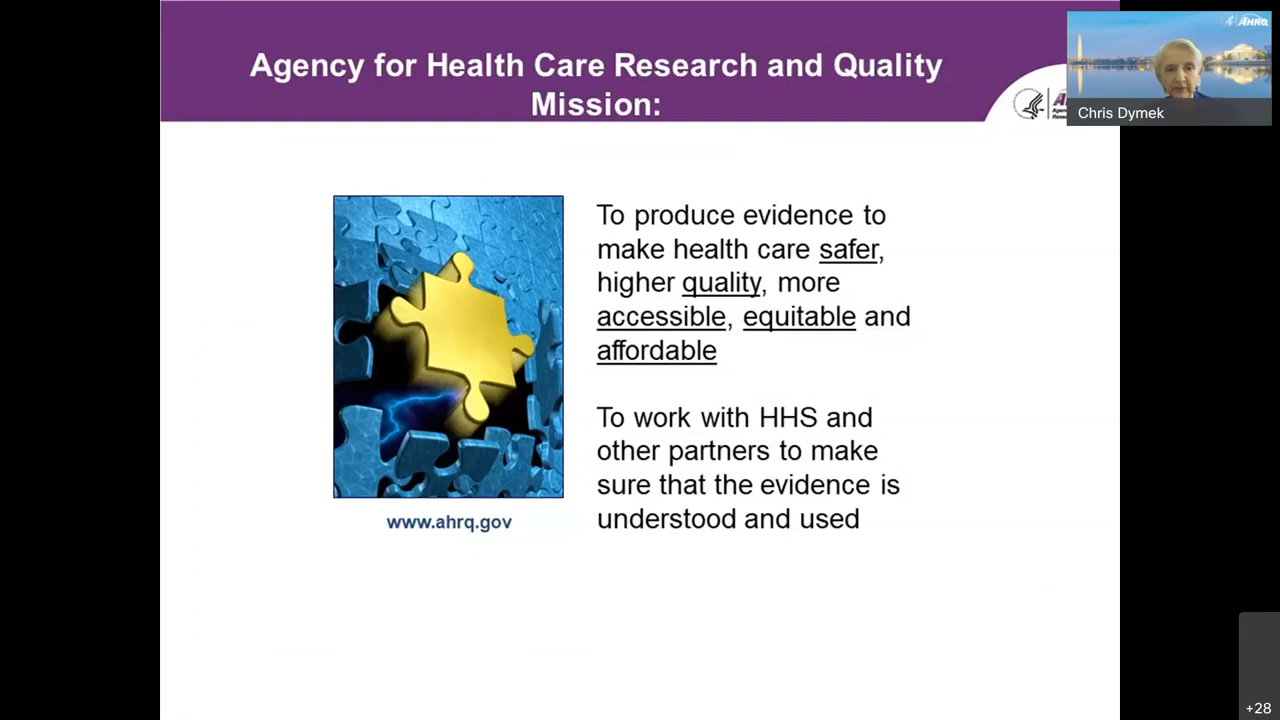 Agency for Health Care Research and Quality
Mission:
AHRQ
Chris Dymek
To produce evidence to
make health care safer,
higher quality, more
accessible, equitable and
affordable
To work with HHS and
other partners to make
sure that the evidence is
understood and used
www.ahrq.gov
+28